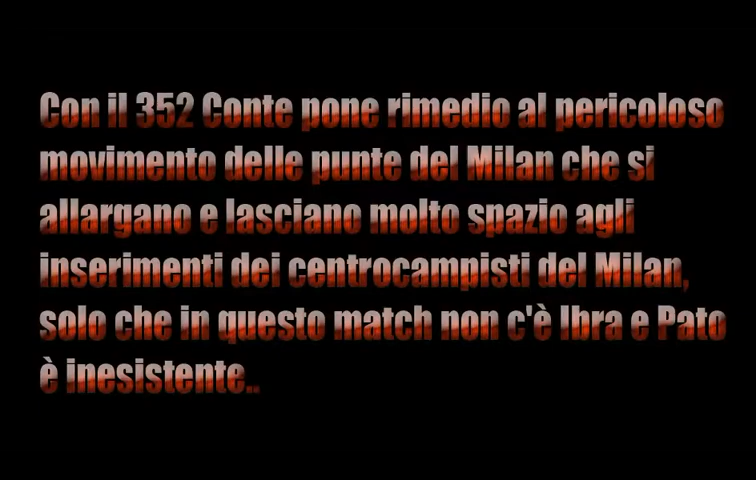 Con il 352 Conte pone rimedio al pericoloso
movimento delle punte del Milan che si
allargano e lasciano molto spazio agli
inserimenti dei centrocampisti del Milan,
solo che in questo match non c'è Ibra e Pato
è inesistente..